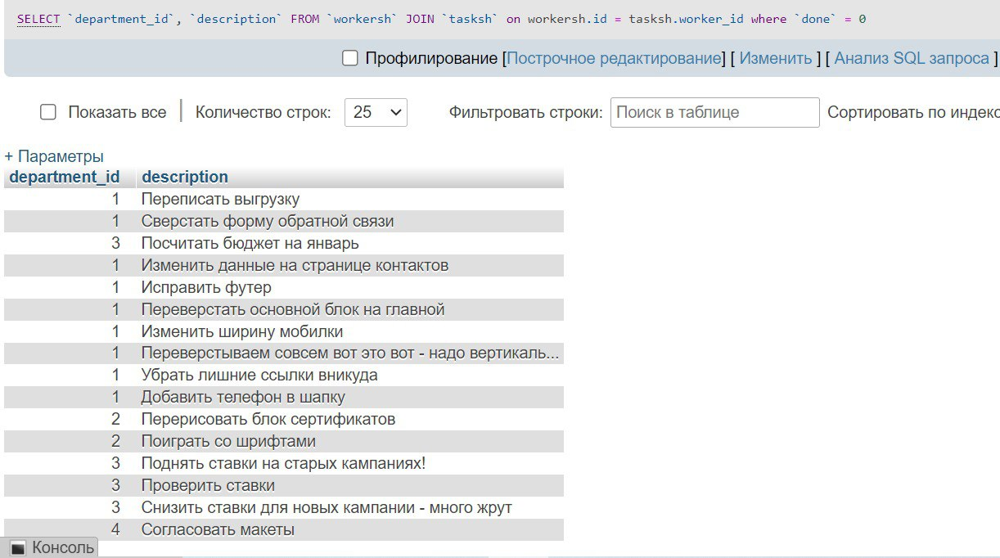 SELECT `department_id`, `description` FROM `workersh` JOIN `tasksh` on workersh.id = tasksh.worker_id where `done` = 0
Профилирование [Построчное редактирование] [ Изменить ] [ Анализ SQL запроса ]
Показать все | Количество строк: 25 Фильтровать строки: Поиск в таблице Сортировать по индекс
+ Параметры
department_id description
1 Переписать выгрузку
1 Сверстать форму обратной связи
3 Посчитать бюджет на январь
1 Изменить данные на странице контактов
1 Исправить футер
1 Переверстать основной блок на главной
1 Изменить ширину мобилки
1 Переверстываем совсем вот это вот - надо вертикаль...
1 Убрать лишние ссылки вникуда
1 Добавить телефон в шапку
2 Перерисовать блок сертификатов
2 Поиграть со шрифтами
3 Поднять ставки на старых кампаниях!
3 Проверить ставки
3 Снизить ставки для новых кампании - много жрут
4 Согласовать макеты
Консоль